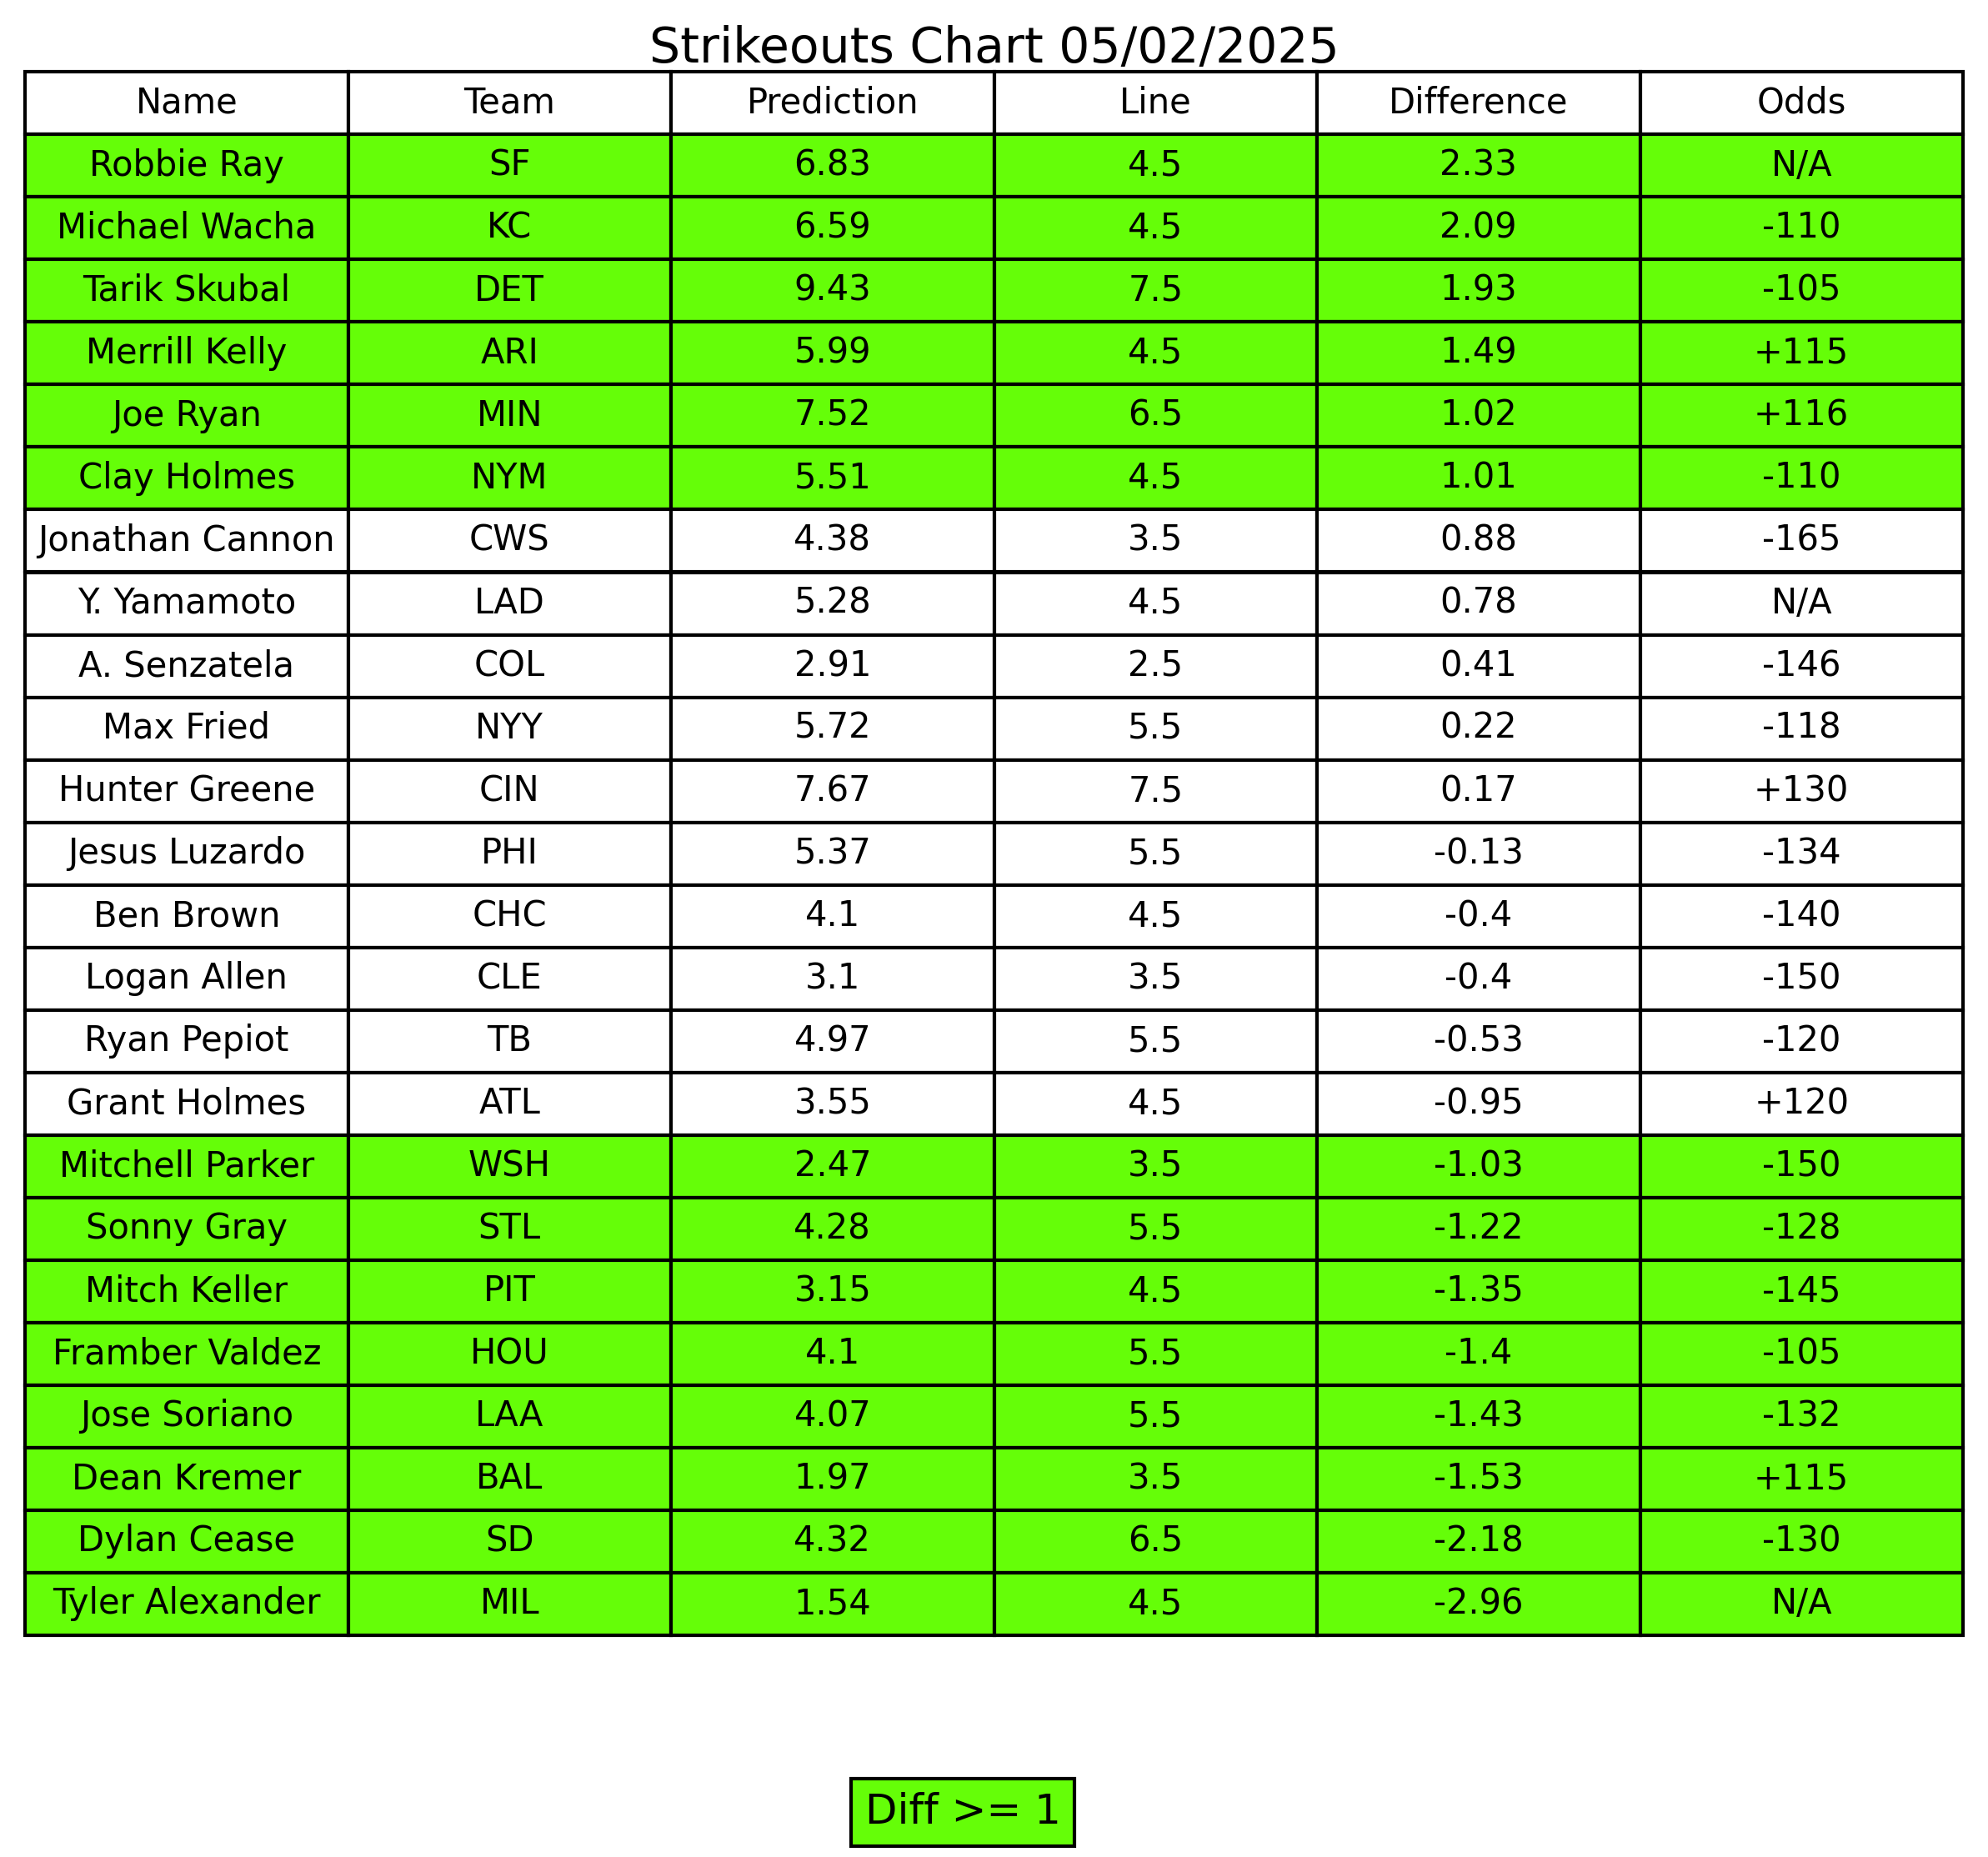 Strikeouts Chart 05/02/2025
Name Team Prediction Line Difference Odds
Robbie Ray SF 6.83 4.5 2.33 N/A
Michael Wacha KC 6.59 4.5 2.09 -110
Tarik Skubal DET 9.43 7.5 1.93 -105
Merrill Kelly ARI 5.99 4.5 1.49 +115
Joe Ryan MIN 7.52 6.5 1.02 +116
Clay Holmes NYM 5.51 4.5 1.01 -110
Jonathan Cannon CWS 4.38 3.5 0.88 -165
Y. Yamamoto LAD 5.28 4.5 0.78 N/A
A. Senzatela COL 2.91 2.5 0.41 -146
Max Fried NYY 5.72 5.5 0.22 -118
Hunter Greene CIN 7.67 7.5 0.17 +130
Jesus Luzardo PHI 5.37 5.5 -0.13 -134
Ben Brown CHC 4.1 4.5 -0.4 -140
Logan Allen CLE 3.1 3.5 -0.4 -150
Ryan Pepiot TB 4.97 5.5 -0.53 -120
Grant Holmes ATL 3.55 4.5 -0.95 +120
Mitchell Parker WSH 2.47 3.5 -1.03 -150
Sonny Gray STL 4.28 5.5 -1.22 -128
Mitch Keller PIT 3.15 4.5 -1.35 -145
Framber Valdez HOU 4.1 5.5 -1.4 -105
Jose Soriano LAA 4.07 5.5 -1.43 -132
Dean Kremer BAL 1.97 3.5 -1.53 +115
Dylan Cease SD 4.32 6.5 -2.18 -130
Tyler Alexander MIL 1.54 4.5 -2.96 N/A
Diff >= 1